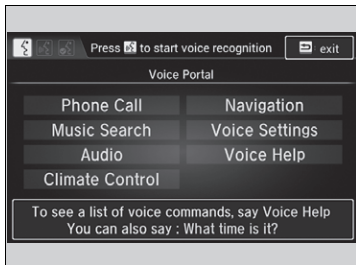 Press to start voice recognition
exit
Voice Portal
Phone Call
Navigation
Music Search
Voice Settings
Audio
Voice Help
Climate Control
To see a list of voice commands, say Voice Help
You can also say : What time is it?